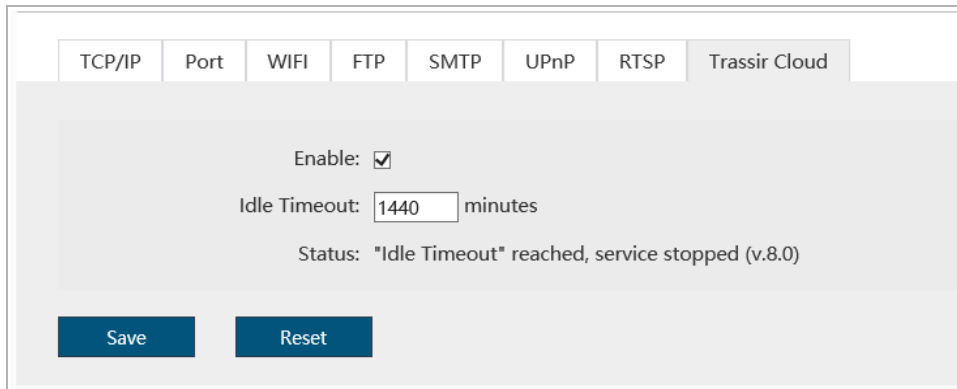 TCP/IP Port WIFI FTP SMTP UPnP RTSP Trassir Cloud
Enable:
Idle Timeout: 1440 minutes
Status: "Idle Timeout" reached, service stopped (v.8.0)
Save Reset